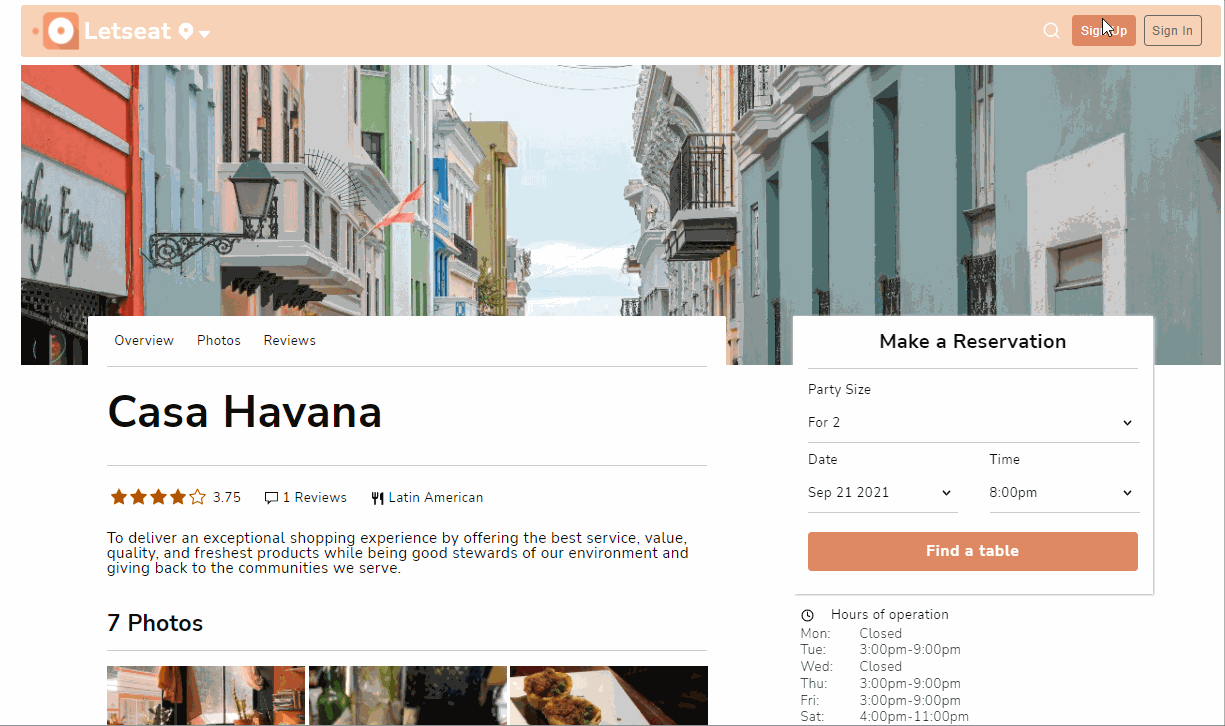 Letseat
Sign Up
Sign In
Overview
Photos
Reviews
Casa Havana
3.75
1 Reviews
Latin American
To deliver an exceptional shopping experience by offering the best service, value,
quality, and freshest products while being good stewards of our environment and
giving back to the communities we serve.
7 Photos
Make a Reservation
Party Size
For 2
Date
Time
Sep 21 2021
8:00pm
Find a table
Hours of operation
Mon: Closed
Tue: 3:00pm-9:00pm
Wed: Closed
Thu: 3:00pm-9:00pm
Fri: 3:00pm-9:00pm
Sat: 4:00pm-11:00pm